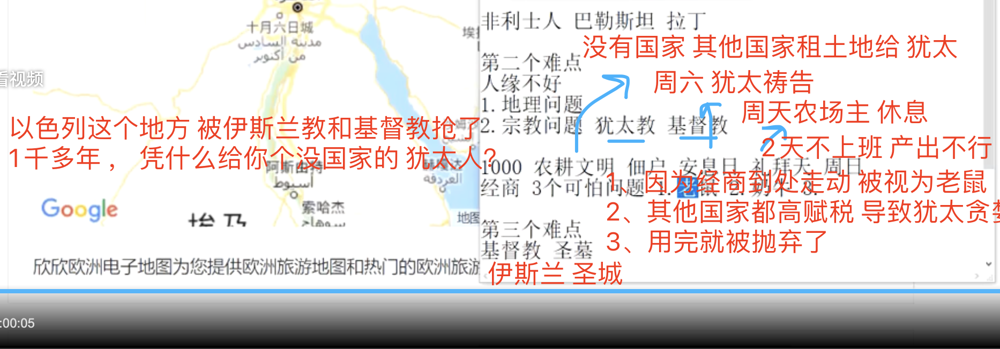 十月六日城
مدينة السادس
من أكتوبر
看视频
以色列这个地方 被伊斯兰教和基督教抢了
1千多年， 凭什么给你个没国家的 犹太人?
阿斯由特
أسيوط
الغردقة
索哈杰
سوهاج
Google
埃及
地图
欣欣欧洲电子地图为您提供欧洲旅游地图和热门的欧洲旅游
:00:05
非利士人 巴勒斯坦 拉丁
没有国家 其他国家租土地给 犹太
第二个难点
人缘不好
周六 犹太祷告
1.地理问题
周天农场主 休息
2.宗教问题 犹太教 基督教
2天不上班 产出不行
1000 农耕文明 佃户 安息日 礼拜天 周日
经商 3个可怕问题 1.老鼠 2.奶牛 3.
1、因为经商到处走动 被视为老鼠
2、其他国家都高赋税 导致犹太贪婪
第三个难点
3、用完就被抛弃了
基督教 圣墓
伊斯兰 圣城